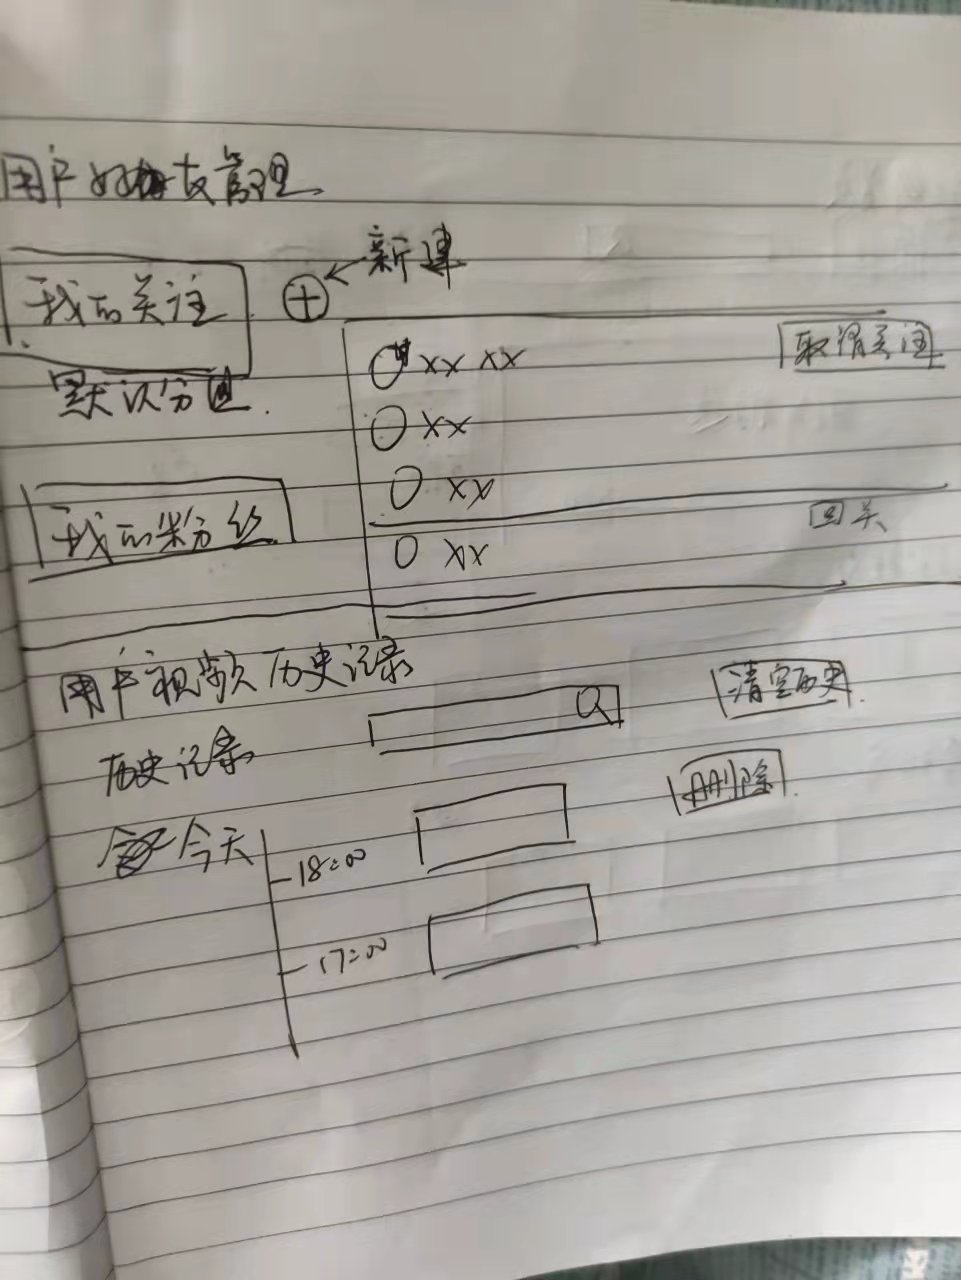 用户好友管理
我的关注
新建
默认分组
xx xx
取消关注
xx
xx
我的粉丝
回关
xx
用户视频历史记录
历史记录
清空历史
删除
今天
18:00
17:00